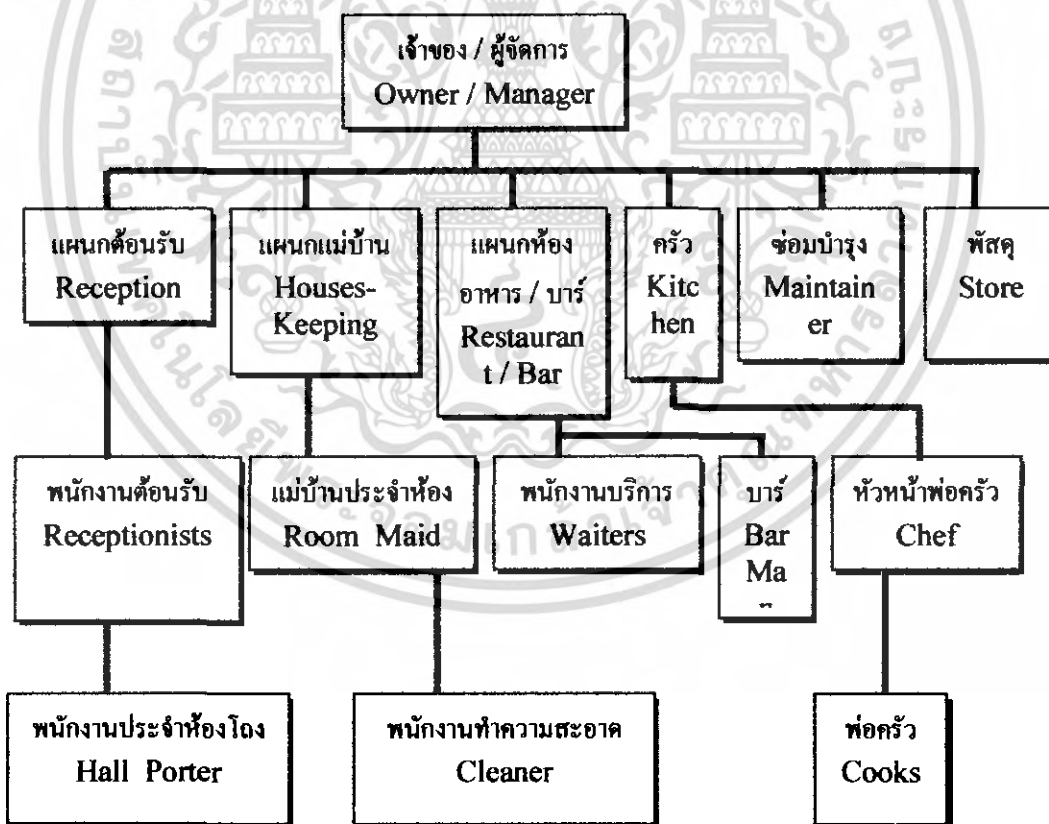 เจ้าของ / ผู้จัดการ
Owner / Manager
แผนกต้อนรับ
Reception
แผนกแม่บ้าน
Houses-
Keeping
แผนกห้อง
อาหาร / บาร์
Restauran
t / Bar
ครัว
Kitc
hen
ซ่อมบำรุง
Maintain
er
พัสดุ
Store
พนักงานต้อนรับ
Receptionists
แม่บ้านประจำห้อง
Room Maid
พนักงานบริการ
Waiters
บาร์
Bar
Ma
หัวหน้าพ่อครัว
Chef
พนักงานประจำห้องโถง
Hall Porter
พนักงานทำความสะอาด
Cleaner
พ่อครัว
Cooks